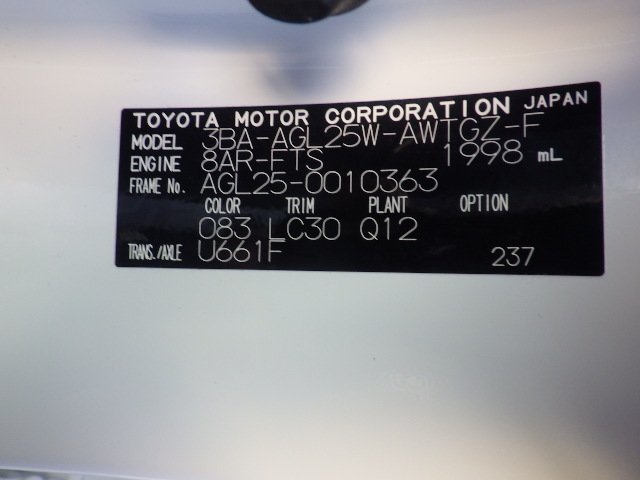 TOYOTA MOTOR CORPORATION JAPAN
MODEL 3BA-AGL25W-AWTGZ-F
ENGINE 8AR-FTS 1998 mL
FRAME No. AGL25-0010363
COLOR TRIM PLANT OPTION
083 LC30 Q12
TRANS./AXLE U661F 237